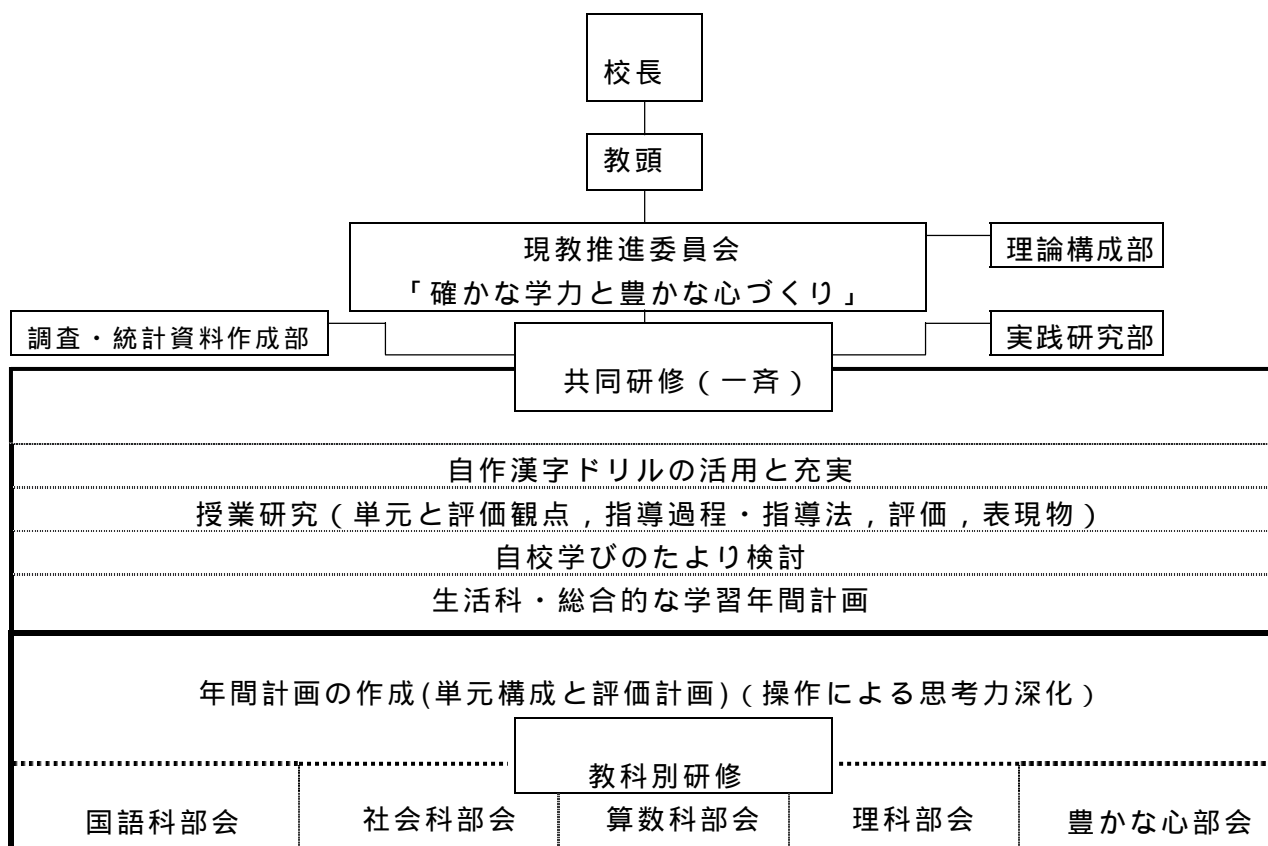 校長
教頭
現教推進委員会
「確かな学力と豊かな心づくり」
理論構成部
調査・統計資料作成部
実践研究部
共同研修（一斉）
自作漢字ドリルの活用と充実
授業研究（単元と評価観点，指導過程・指導法，評価，表現物）
自校学びのたより検討
生活科・総合的な学習年間計画
年間計画の作成(単元構成と評価計画)（操作による思考力深化）
教科別研修
国語科部会
社会科部会
算数科部会
理科部会
豊かな心部会